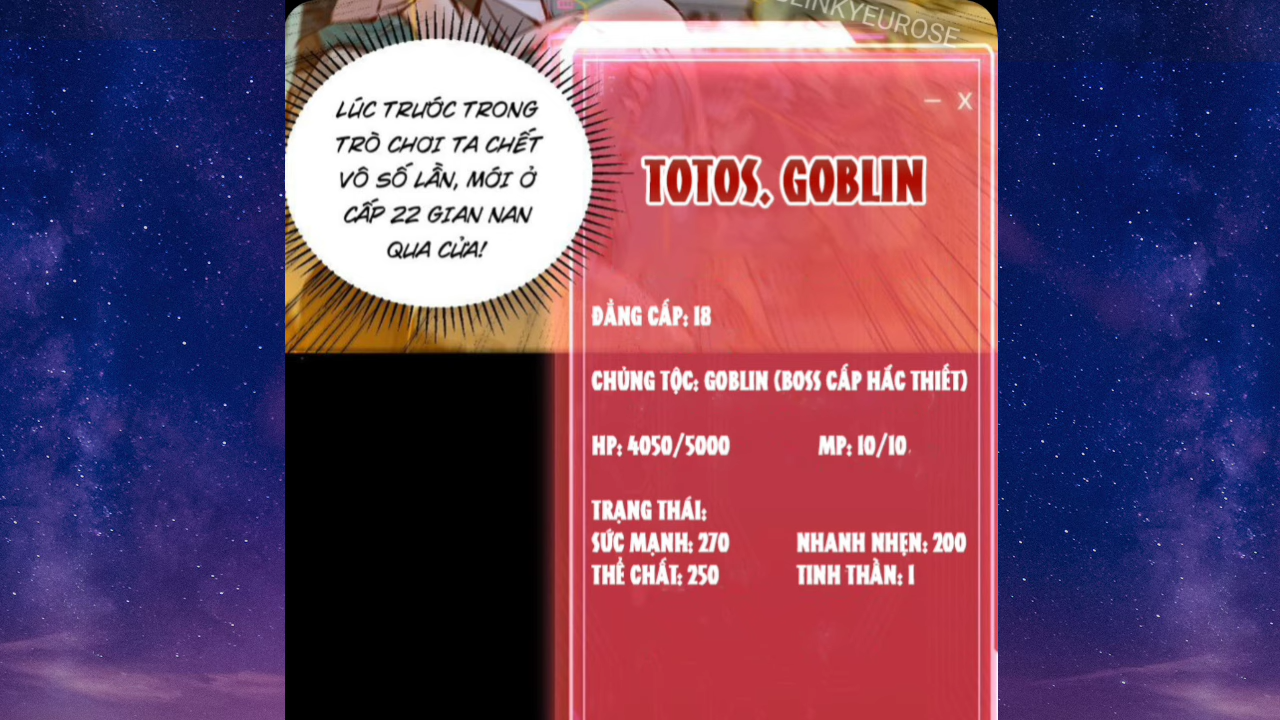 LÚC TRƯỚC TRONG
TRÒ CHƠI TA CHẾT
VÔ SỐ LẦN, MỚI Ở
CẤP 22 GIAN NAN
QUA CỬA!
– X
TOTOS. GOBLIN
ĐẲNG CẤP: 18
CHỦNG TỘC: GOBLIN (BOSS CẤP HẮC THIẾT)
HP: 4050/5000 MP: 10/10
TRẠNG THÁI:
SỨC MẠNH: 270 NHANH NHẸN: 200
THỂ CHẤT: 250 TINH THẦN: 1